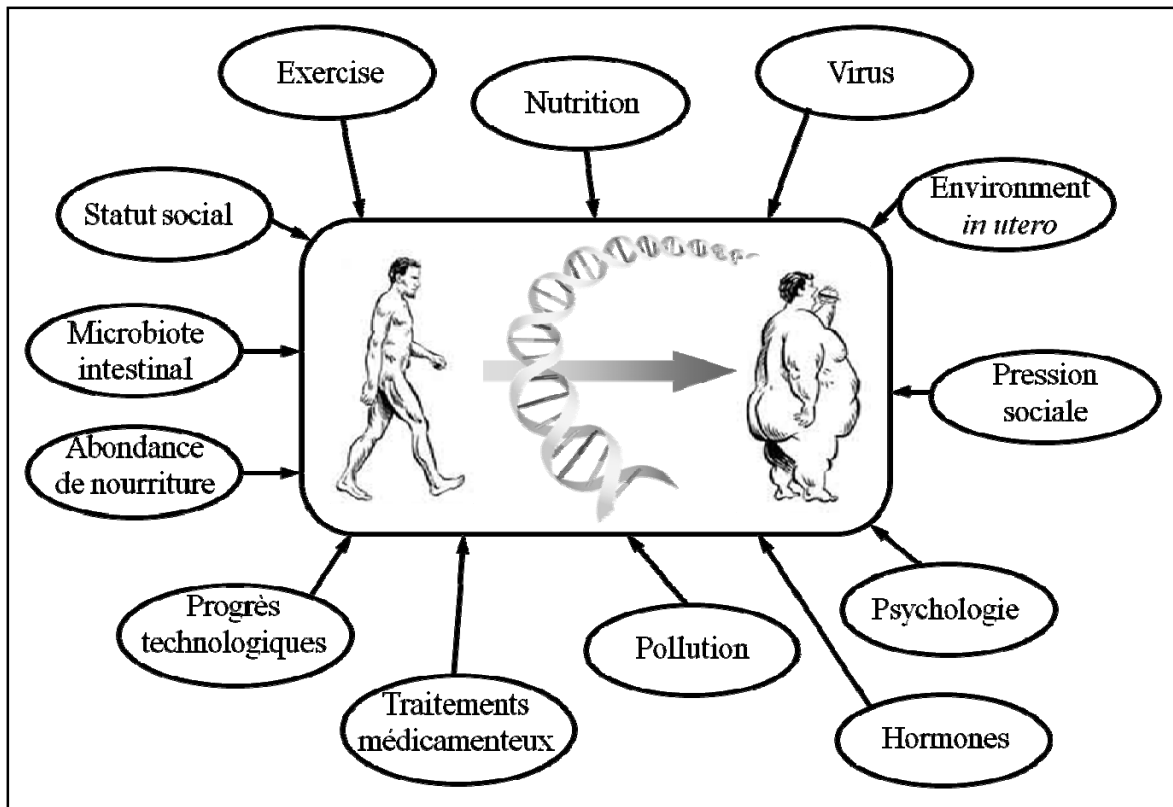 Exercise
Nutrition
Virus
Statut social
Environment
in utero
Microbiote
intestinal
Pression
sociale
Abondance
de nourriture
Progrès
technologiques
Psychologie
Pollution
Traitements
médicamenteux
Hormones